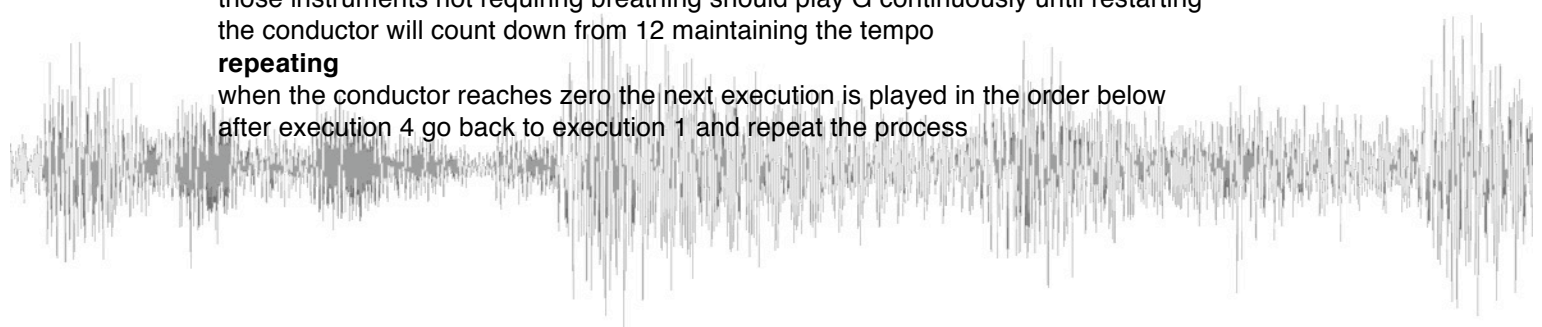 those instruments not requiring breathing should play G continuously until restarting
the conductor will count down from 12 maintaining the tempo
repeating
when the conductor reaches zero the next execution is played in the order below
after execution 4 go back to execution 1 and repeat the process